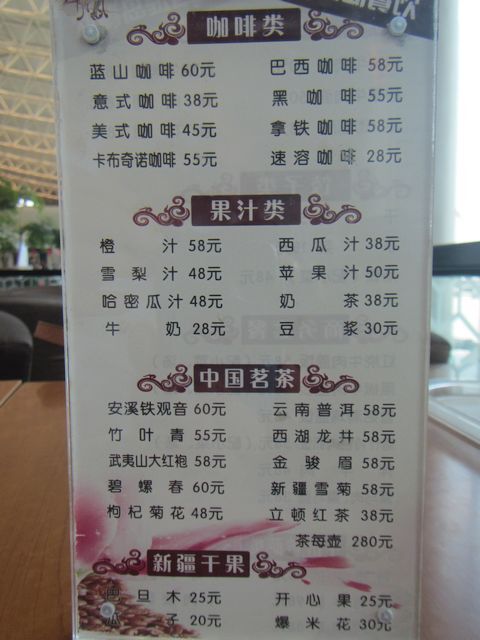 咖啡类
蓝山咖啡 60元 巴西咖啡 58元
意式咖啡 38元 黑咖啡 55元
美式咖啡 45元 拿铁咖啡 58元
卡布奇诺咖啡 55元 速溶咖啡 28元
果汁类
橙汁 58元 西瓜汁 38元
雪梨汁 48元 苹果汁 50元
哈密瓜汁 48元 奶茶 38元
牛奶 28元 豆浆 30元
中国茗茶
安溪铁观音 60元 云南普洱 58元
竹叶青 55元 西湖龙井 58元
武夷山大红袍 58元 金骏眉 58元
碧螺春 60元 新疆雪菊 58元
枸杞菊花 48元 立顿红茶 38元
茶每壶 280元
新疆干果
巴旦木 25元 开心果 25元
瓜子 20元 爆米花 30元